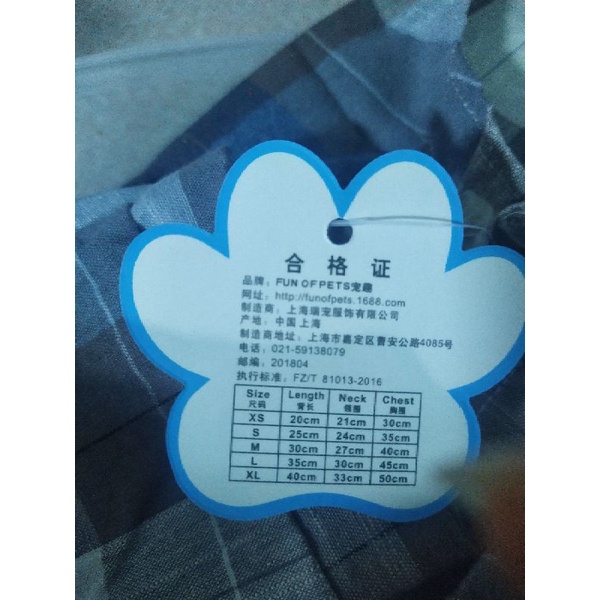 合格证
品牌：FUN OF PETS宠趣
网址：http://funofpets.1688.com
制造商：上海瑞宠服饰有限公司
产地：中国上海
制造商地址：上海市嘉定区曹安公路4085号
电话：021-59138079
邮编：201804
执行标准：FZ/T 81013-2016
Size Length Neck Chest
尺码 背长 领围 胸围
XS 20cm 21cm 30cm
S 25cm 24cm 35cm
M 30cm 27cm 40cm
L 35cm 30cm 45cm
XL 40cm 33cm 50cm